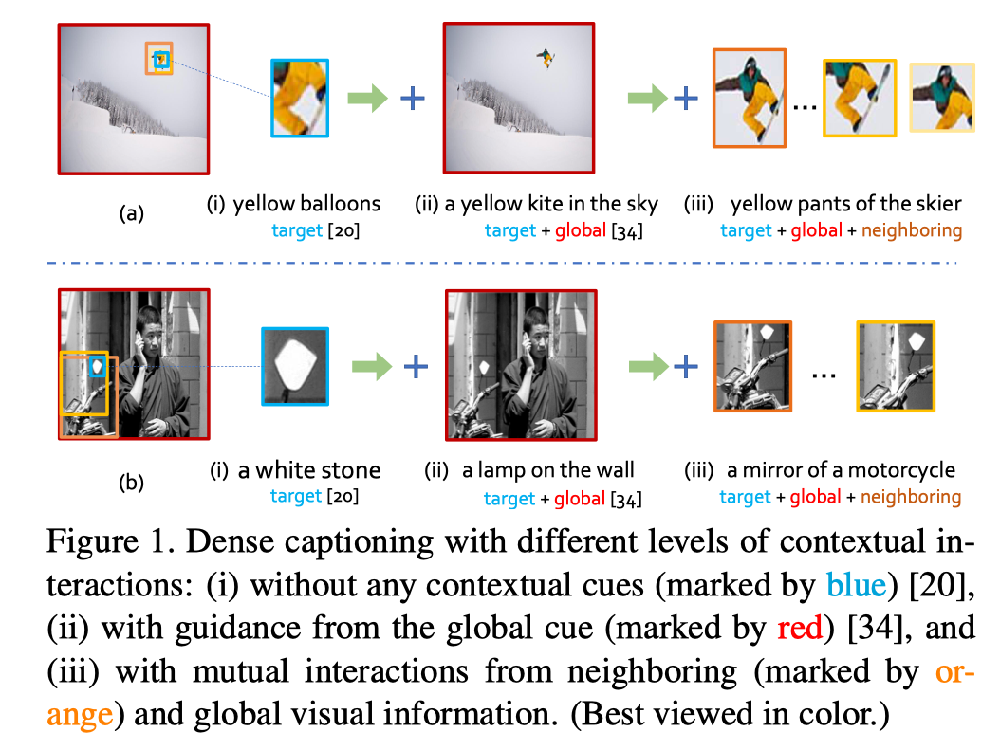 (a)
(i) yellow balloons
target [20]
(ii) a yellow kite in the sky
target + global [34]
(iii) yellow pants of the skier
target + global + neighboring
(b)
(i) a white stone
target [20]
(ii) a lamp on the wall
target + global [34]
(iii) a mirror of a motorcycle
target + global + neighboring
Figure 1. Dense captioning with different levels of contextual in-
teractions: (i) without any contextual cues (marked by blue) [20],
(ii) with guidance from the global cue (marked by red) [34], and
(iii) with mutual interactions from neighboring (marked by or-
ange) and global visual information. (Best viewed in color.)